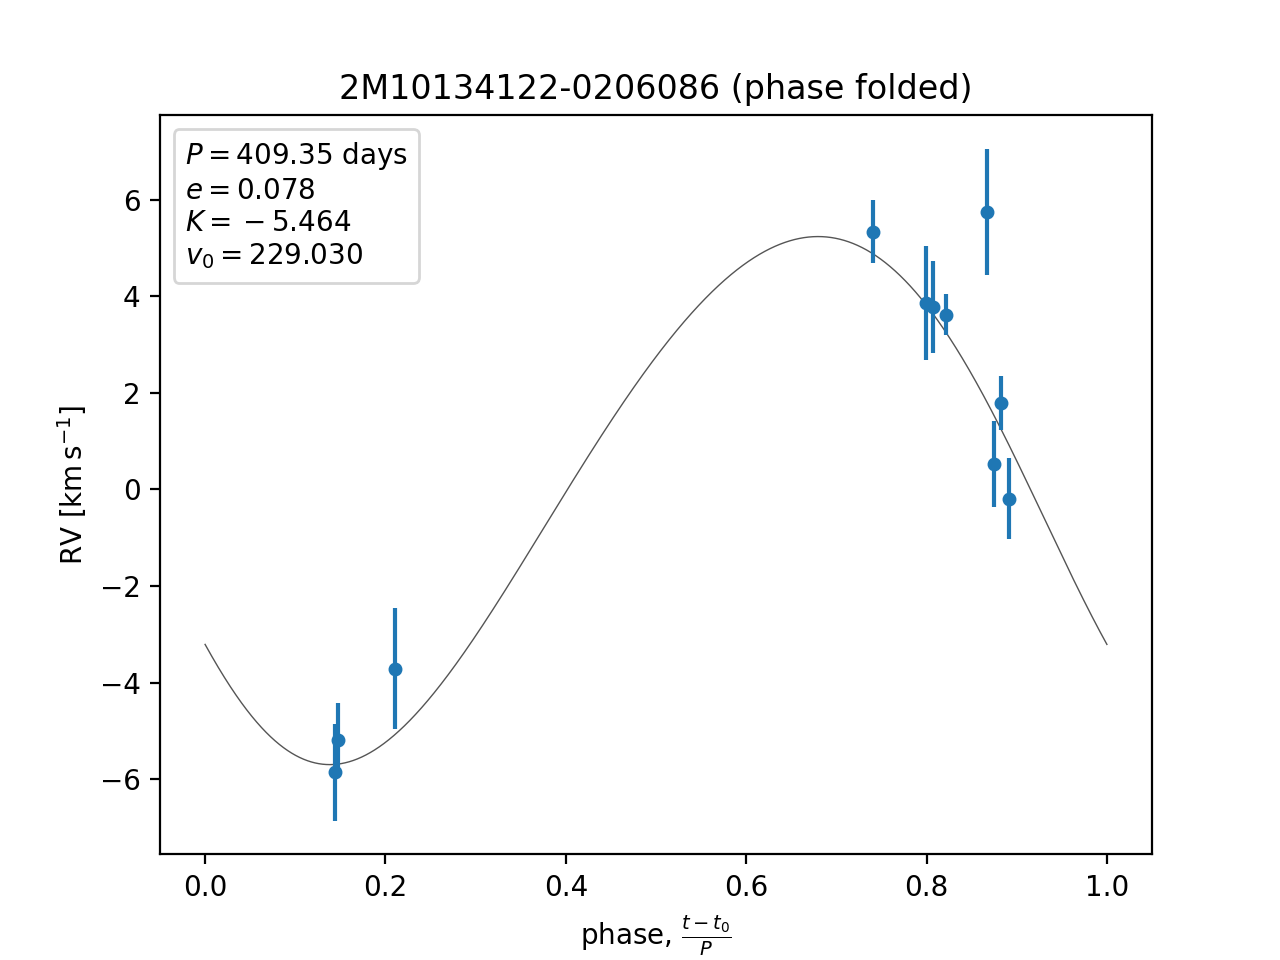 2M10134122-0206086 (phase folded)
P = 409.35 days
e = 0.078
K = −5.464
v₀ = 229.030
6
4
2
0
−2
−4
−6
RV [km s⁻¹]
0.0 0.2 0.4 0.6 0.8 1.0
phase, (t − t₀)/P